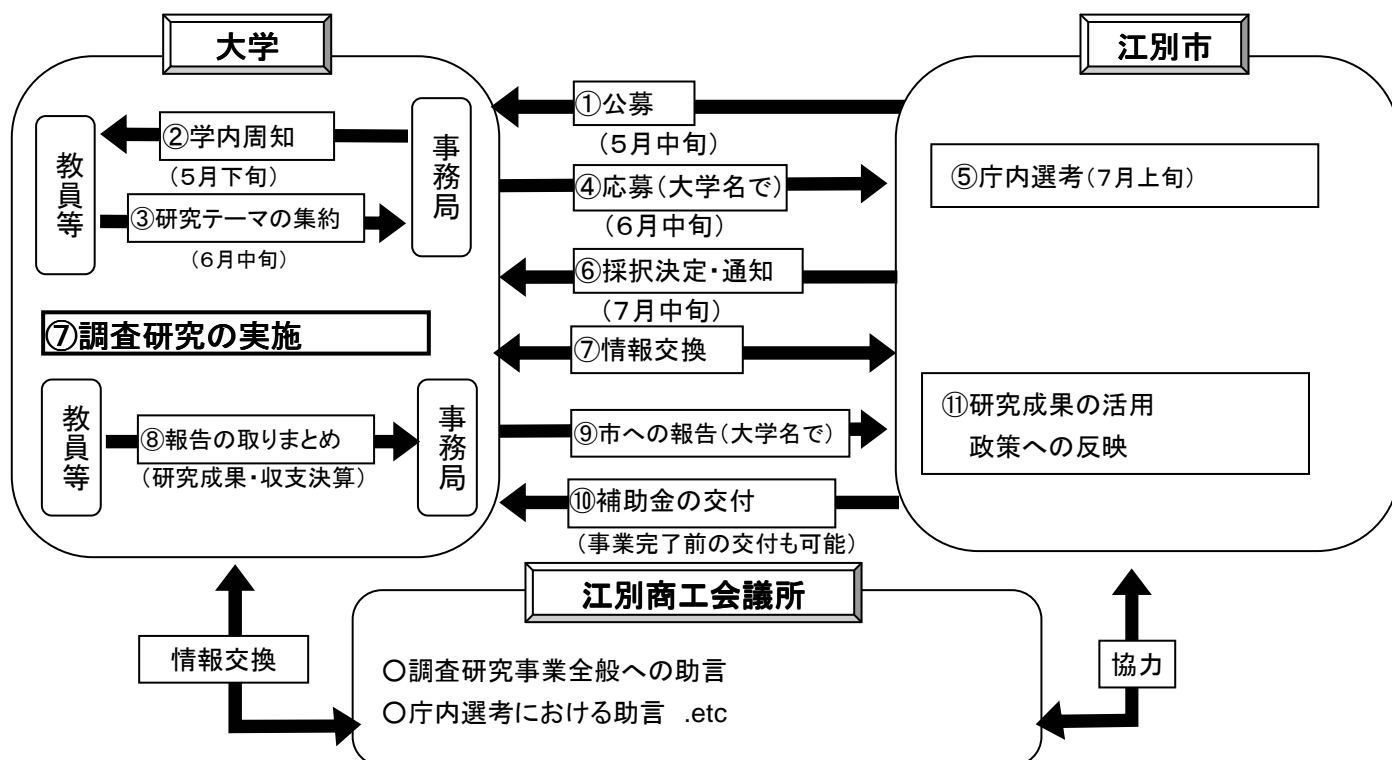 大学
江別市
①公募
(5月中旬)
②学内周知
(5月下旬)
教員等
事務局
③研究テーマの集約
(6月中旬)
④応募(大学名で)
(6月中旬)
⑤庁内選考(7月上旬)
⑥採択決定・通知
(7月中旬)
⑦調査研究の実施
⑦情報交換
教員等
事務局
⑧報告の取りまとめ
(研究成果・収支決算)
⑨市への報告(大学名で)
⑩補助金の交付
(事業完了前の交付も可能)
⑪研究成果の活用
政策への反映
江別商工会議所
情報交換
○調査研究事業全般への助言
○庁内選考における助言 .etc
協力